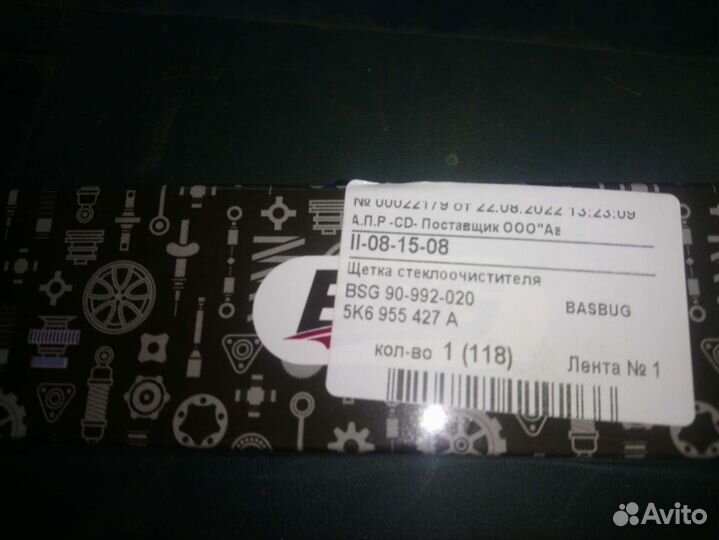 № 00022179 от 22.08.2022 13:23:09
А.П.Р -CD- Поставщик ООО"Ав
II-08-15-08
Щетка стеклоочистителя
BSG 90-992-020 BASBUG
5K6 955 427 A
кол-во 1 (118) Лента № 1
Avito